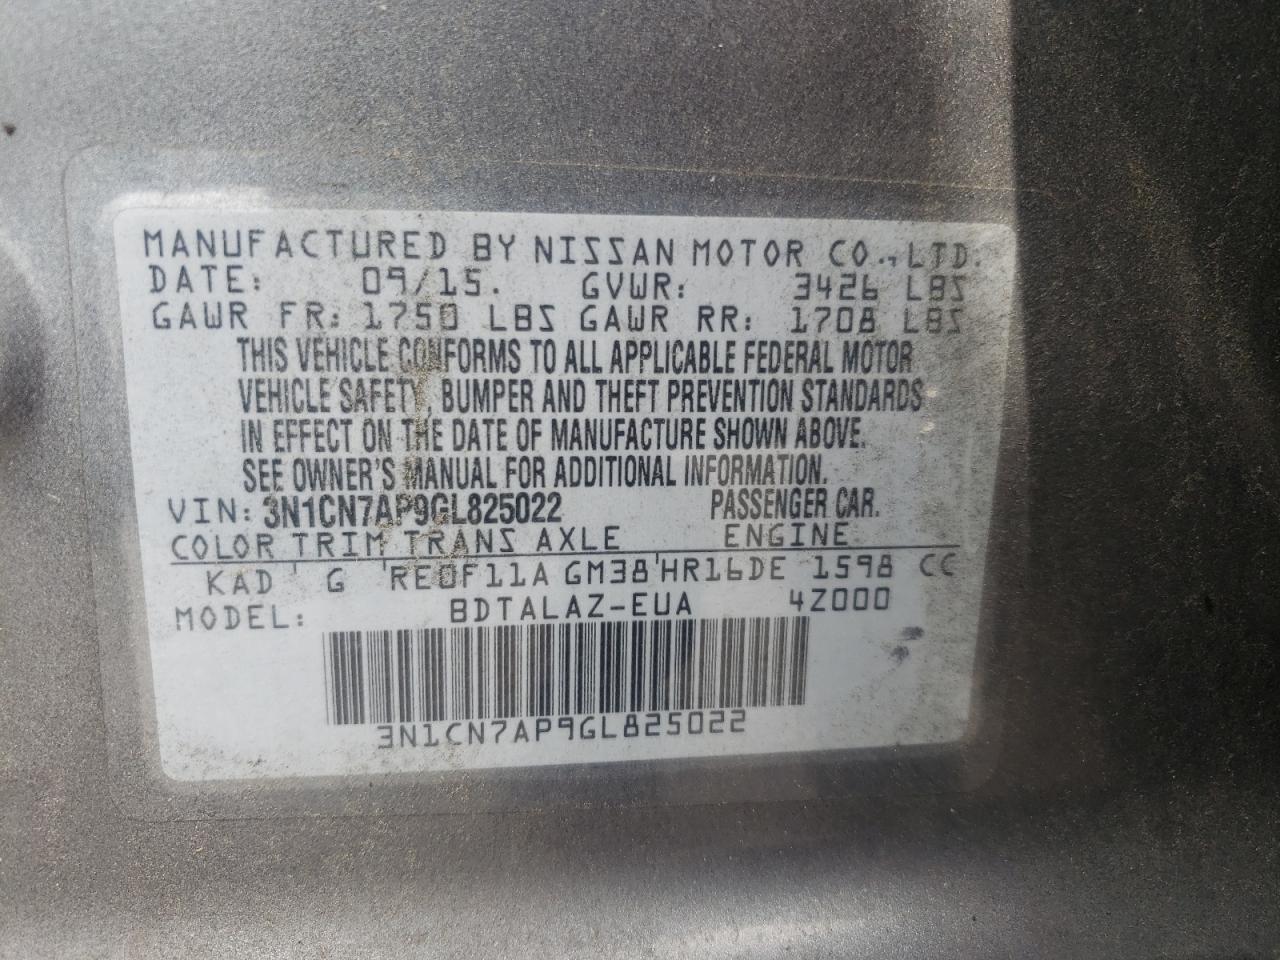 MANUFACTURED BY NISSAN MOTOR CO., LTD.
DATE: 09/15. GVWR: 3426 LBS
GAWR FR: 1750 LBS GAWR RR: 1708 LBS
THIS VEHICLE CONFORMS TO ALL APPLICABLE FEDERAL MOTOR
VEHICLE SAFETY, BUMPER AND THEFT PREVENTION STANDARDS
IN EFFECT ON THE DATE OF MANUFACTURE SHOWN ABOVE.
SEE OWNER'S MANUAL FOR ADDITIONAL INFORMATION.
VIN: 3N1CN7AP9GL825022 PASSENGER CAR.
COLOR TRIM TRANS AXLE ENGINE
KAD ' G ' RE0F11A GM38 ' HR16DE 1598 CC
MODEL: BDTALAZ-EUA 4Z000
3N1CN7AP9GL825022